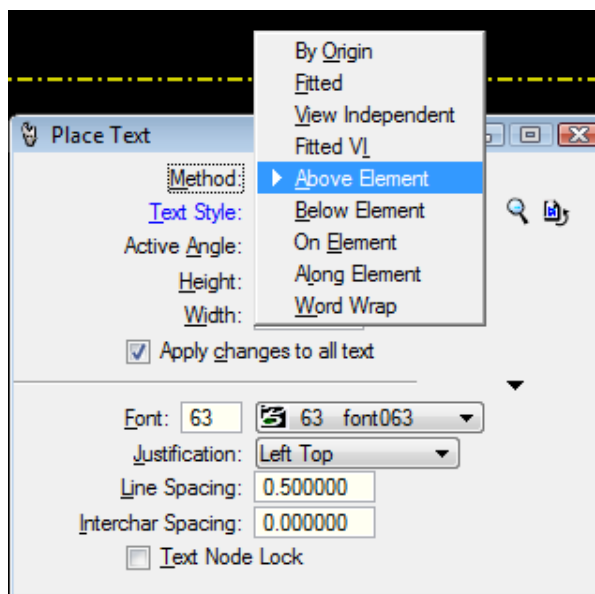 By Origin
Fitted
View Independent
Fitted VI
Place Text
Method:
Above Element
Text Style:
Below Element
Active Angle:
On Element
Height:
Along Element
Width:
Word Wrap
Apply changes to all text
Font: 63 63 font063
Justification: Left Top
Line Spacing: 0.500000
Interchar Spacing: 0.000000
Text Node Lock